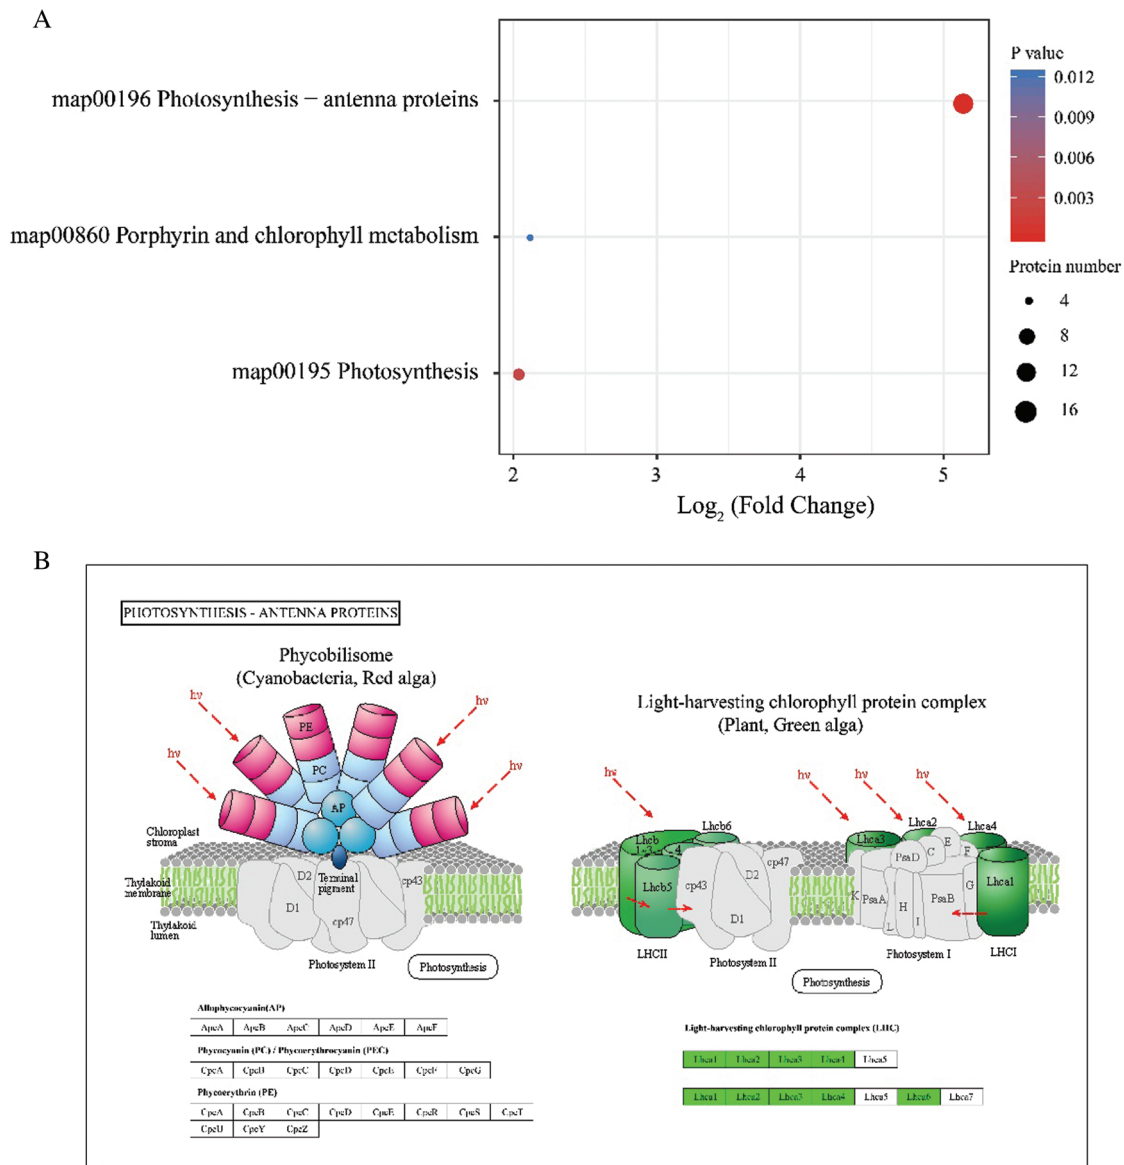 A
map00196 Photosynthesis − antenna proteins
map00860 Porphyrin and chlorophyll metabolism
map00195 Photosynthesis
2 3 4 5
Log2 (Fold Change)
P value
0.012
0.009
0.006
0.003
Protein number
4
8
12
16
B
PHOTOSYNTHESIS - ANTENNA PROTEINS
Phycobilisome
(Cyanobacteria, Red alga)
hν
hν
hν
hν
PE
PC
AP
Chloroplast
stroma
Thylakoid
membrane
Thylakoid
lumen
Terminal
pigment
D2
D1
cp47
cp43
Photosystem II
Photosynthesis
Light-harvesting chlorophyll protein complex
(Plant, Green alga)
hν
hν
hν
hν
Lhcb
Lhcb6
Lhcb5
cp43
D2
D1
cp47
LHCII
Photosystem II
Lhca3
Lhca2
Lhca4
Lhca1
PsaD
C
E
F
K
PsaA
L
H
I
PsaB
G
Photosystem I
LHCI
Photosynthesis
Allophycocyanin(AP)
ApcA ApcB ApcC ApcD ApcE ApcF
Phycocyanin (PC) / Phycoerythrocyanin (PEC)
CpcA CpcB CpcC CpcD CpcE CpcF CpcG
Phycoerythrin (PE)
CpeA CpeB CpeC CpeD CpeE CpeR CpeS CpeT
CpeU CpeY CpeZ
Light-harvesting chlorophyll protein complex (LHC)
Lhca1 Lhca2 Lhca3 Lhca4 Lhca5